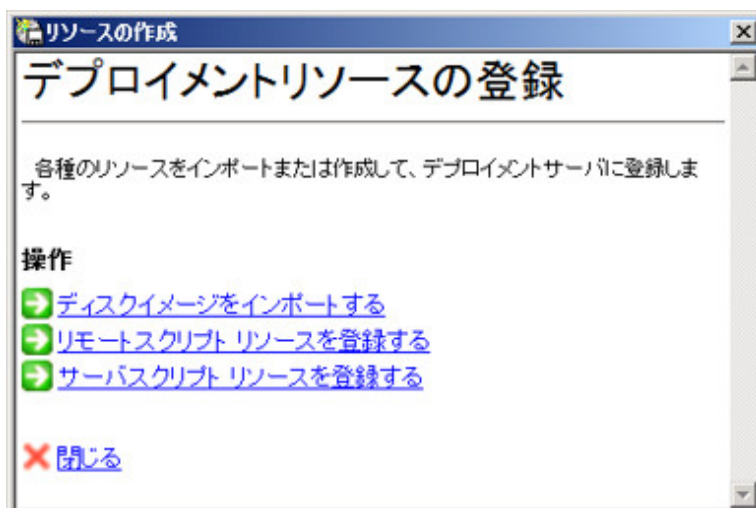 リソースの作成
デプロイメントリソースの登録
各種のリソースをインポートまたは作成して、デプロイメントサーバに登録しま
す。
操作
ディスクイメージをインポートする
リモートスクリプト リソースを登録する
サーバスクリプト リソースを登録する
閉じる